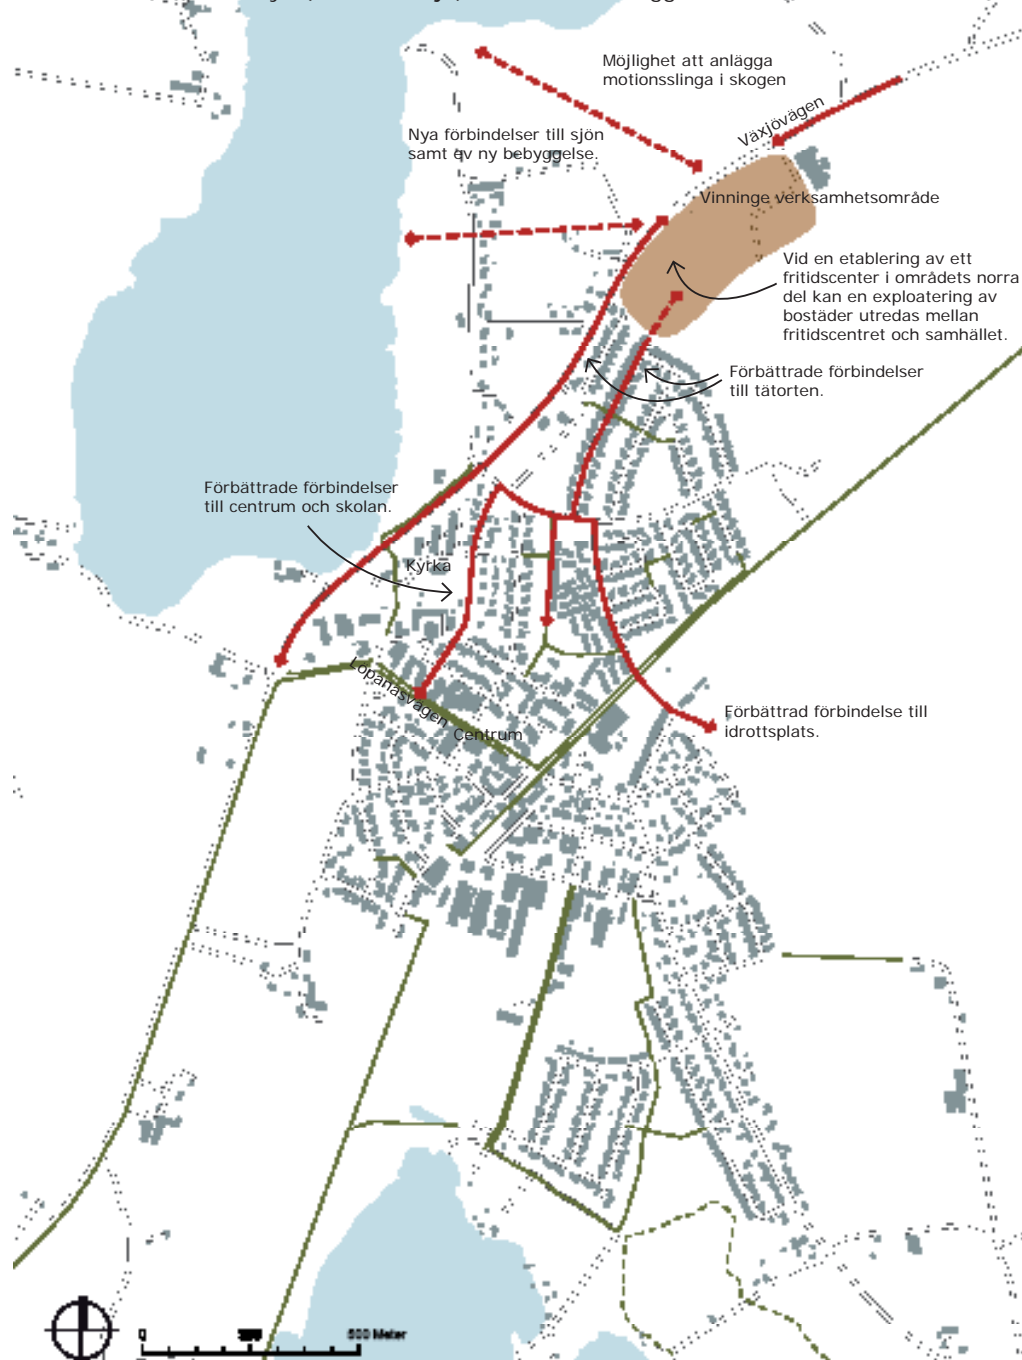 Möjlighet att anlägga
motionsslinga i skogen
Växjövägen
Nya förbindelser till sjön
samt ev ny bebyggelse.
Vinninge verksamhetsområde
Vid en etablering av ett
fritidscenter i områdets norra
del kan en exploatering av
bostäder utredas mellan
fritidscentret och samhället.
Förbättrade förbindelser
till tätorten.
Förbättrade förbindelser
till centrum och skolan.
Kyrka
Lopanäsvägen
Centrum
Förbättrad förbindelse till
idrottsplats.
0
500 Meter